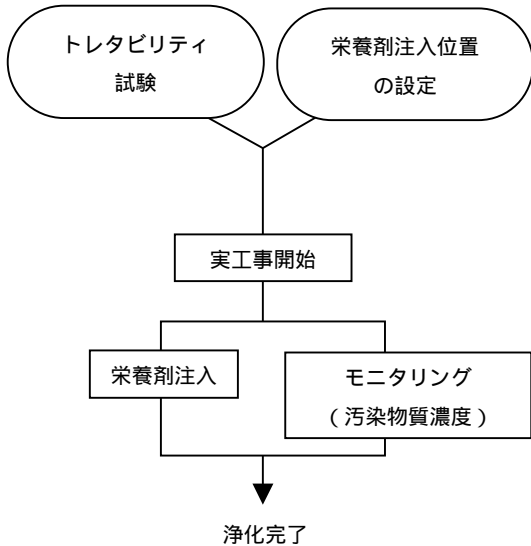 トレタビリティ
試験
栄養剤注入位置
の設定
実工事開始
栄養剤注入
モニタリング
（汚染物質濃度）
浄化完了